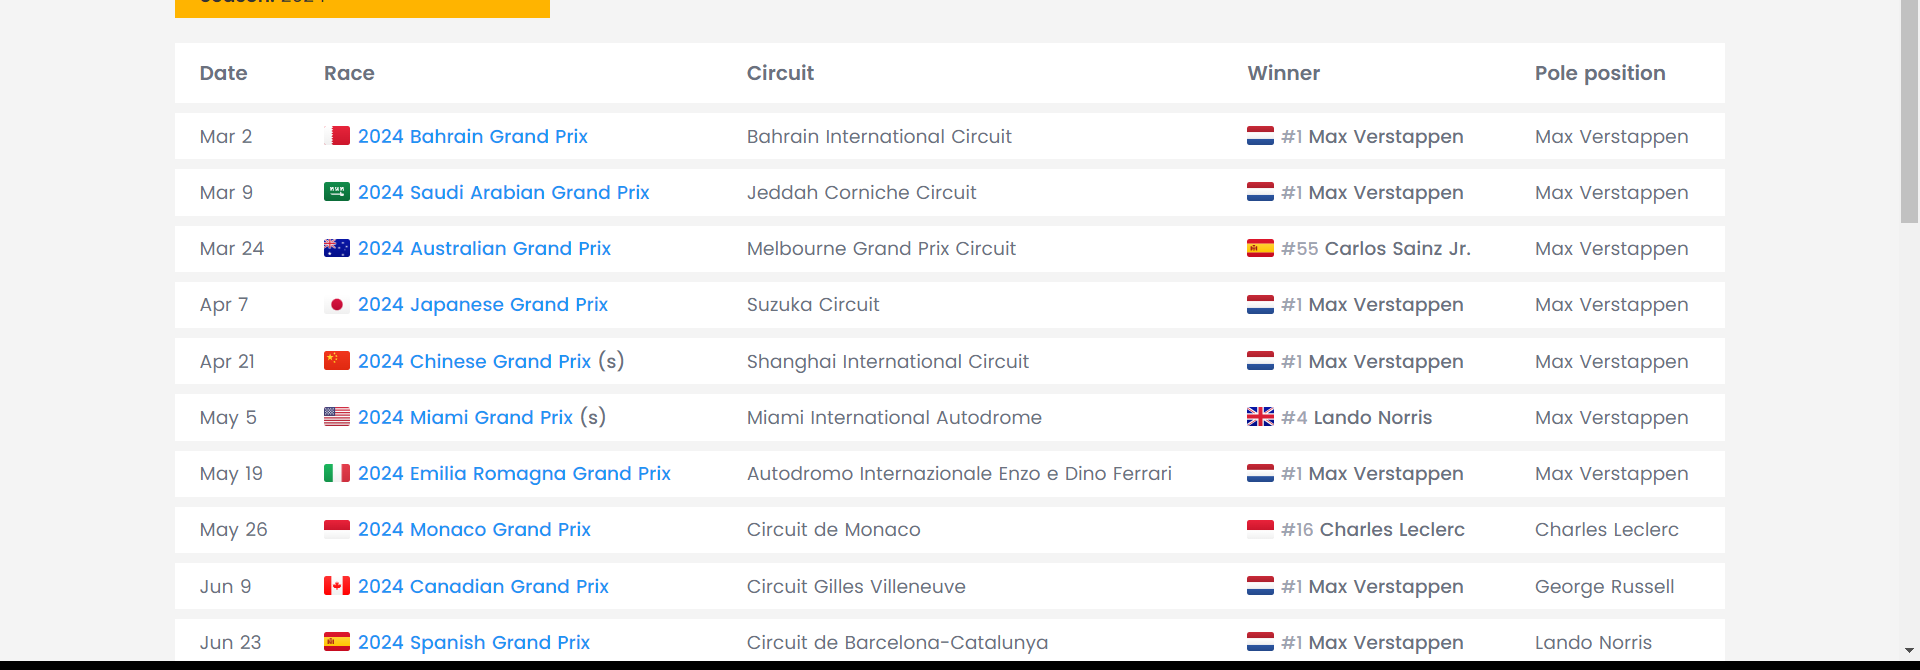 Season: 2024
Date Race Circuit Winner Pole position
Mar 2 2024 Bahrain Grand Prix Bahrain International Circuit #1 Max Verstappen Max Verstappen
Mar 9 2024 Saudi Arabian Grand Prix Jeddah Corniche Circuit #1 Max Verstappen Max Verstappen
Mar 24 2024 Australian Grand Prix Melbourne Grand Prix Circuit #55 Carlos Sainz Jr. Max Verstappen
Apr 7 2024 Japanese Grand Prix Suzuka Circuit #1 Max Verstappen Max Verstappen
Apr 21 2024 Chinese Grand Prix (s) Shanghai International Circuit #1 Max Verstappen Max Verstappen
May 5 2024 Miami Grand Prix (s) Miami International Autodrome #4 Lando Norris Max Verstappen
May 19 2024 Emilia Romagna Grand Prix Autodromo Internazionale Enzo e Dino Ferrari #1 Max Verstappen Max Verstappen
May 26 2024 Monaco Grand Prix Circuit de Monaco #16 Charles Leclerc Charles Leclerc
Jun 9 2024 Canadian Grand Prix Circuit Gilles Villeneuve #1 Max Verstappen George Russell
Jun 23 2024 Spanish Grand Prix Circuit de Barcelona-Catalunya #1 Max Verstappen Lando Norris